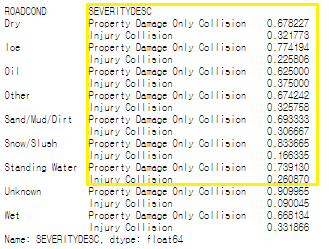 ROADCOND SEVERITYDESC
Dry Property Damage Only Collision 0.678227
Injury Collision 0.321773
Ice Property Damage Only Collision 0.774194
Injury Collision 0.225806
Oil Property Damage Only Collision 0.625000
Injury Collision 0.375000
Other Property Damage Only Collision 0.674242
Injury Collision 0.325758
Sand/Mud/Dirt Property Damage Only Collision 0.693333
Injury Collision 0.306667
Snow/Slush Property Damage Only Collision 0.833665
Injury Collision 0.166335
Standing Water Property Damage Only Collision 0.739130
Injury Collision 0.260870
Unknown Property Damage Only Collision 0.909955
Injury Collision 0.090045
Wet Property Damage Only Collision 0.668134
Injury Collision 0.331866
Name: SEVERITYDESC, dtype: float64